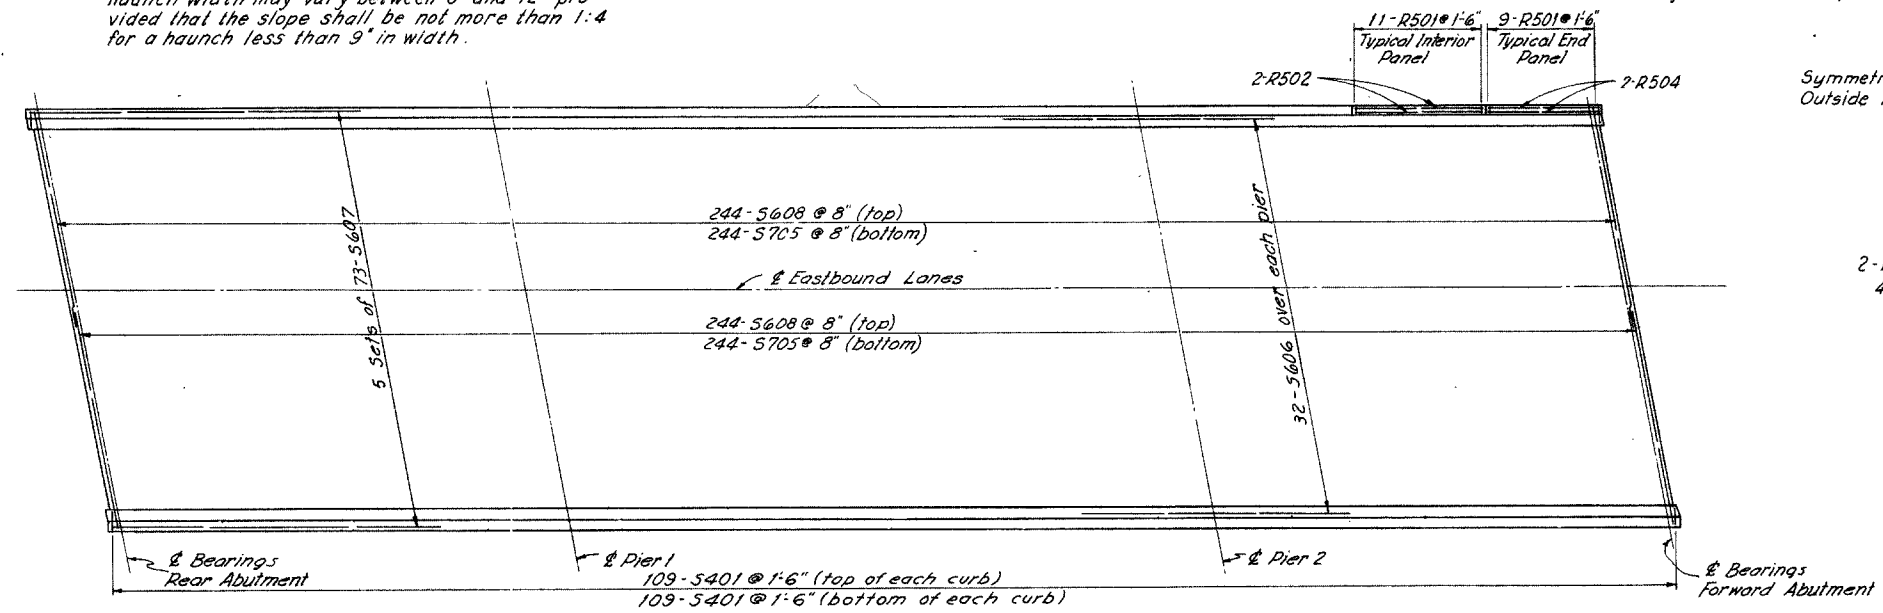 haunch width may vary between 6" and 12" pro-
vided that the slope shall be not more than 1:4
for a haunch less than 9" in width.
11-R501@1'-6" 9-R501@1'-6"
Typical Interior Panel
Typical End Panel
2-R502
2-R504
Symmetri
Outside
244-S608 @ 8" (top)
244-S705 @ 8" (bottom)
5 Sets of 73-S607
32-S606 over each pier
℄ Eastbound Lanes
2-
4
244-S608 @ 8" (top)
244-S705 @ 8" (bottom)
℄ Bearings
Rear Abutment
℄ Pier 1
℄ Pier 2
℄ Bearings
Forward Abutment
109-S401 @ 1'-6" (top of each curb)
109-S401 @ 1'-6" (bottom of each curb)